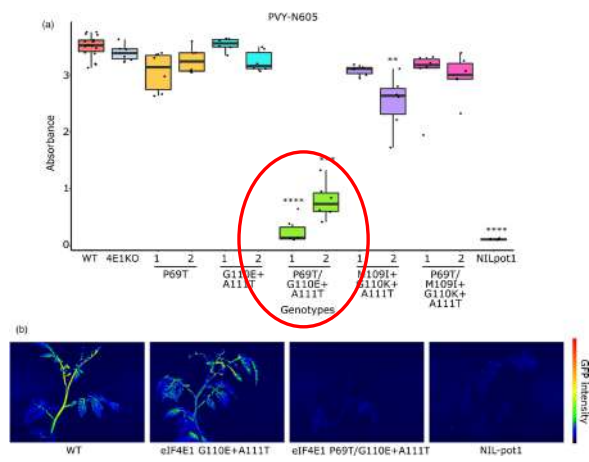 PVY-N605
(a)
Absorbance
3
2
1
0
****
**
****
1 2 1 2 1 2 1 2 1 2
WT 4E1KO NILpot1
P69T
G110E+
A111T
P69T/
G110E+
A111T
M109I+
G110K+
A111T
P69T/
M109I+
G110K+
A111T
Genotypes
(b)
GFP intensity
WT
eIF4E1 G110E+A111T
eIF4E1 P69T/G110E+A111T
NIL-pot1